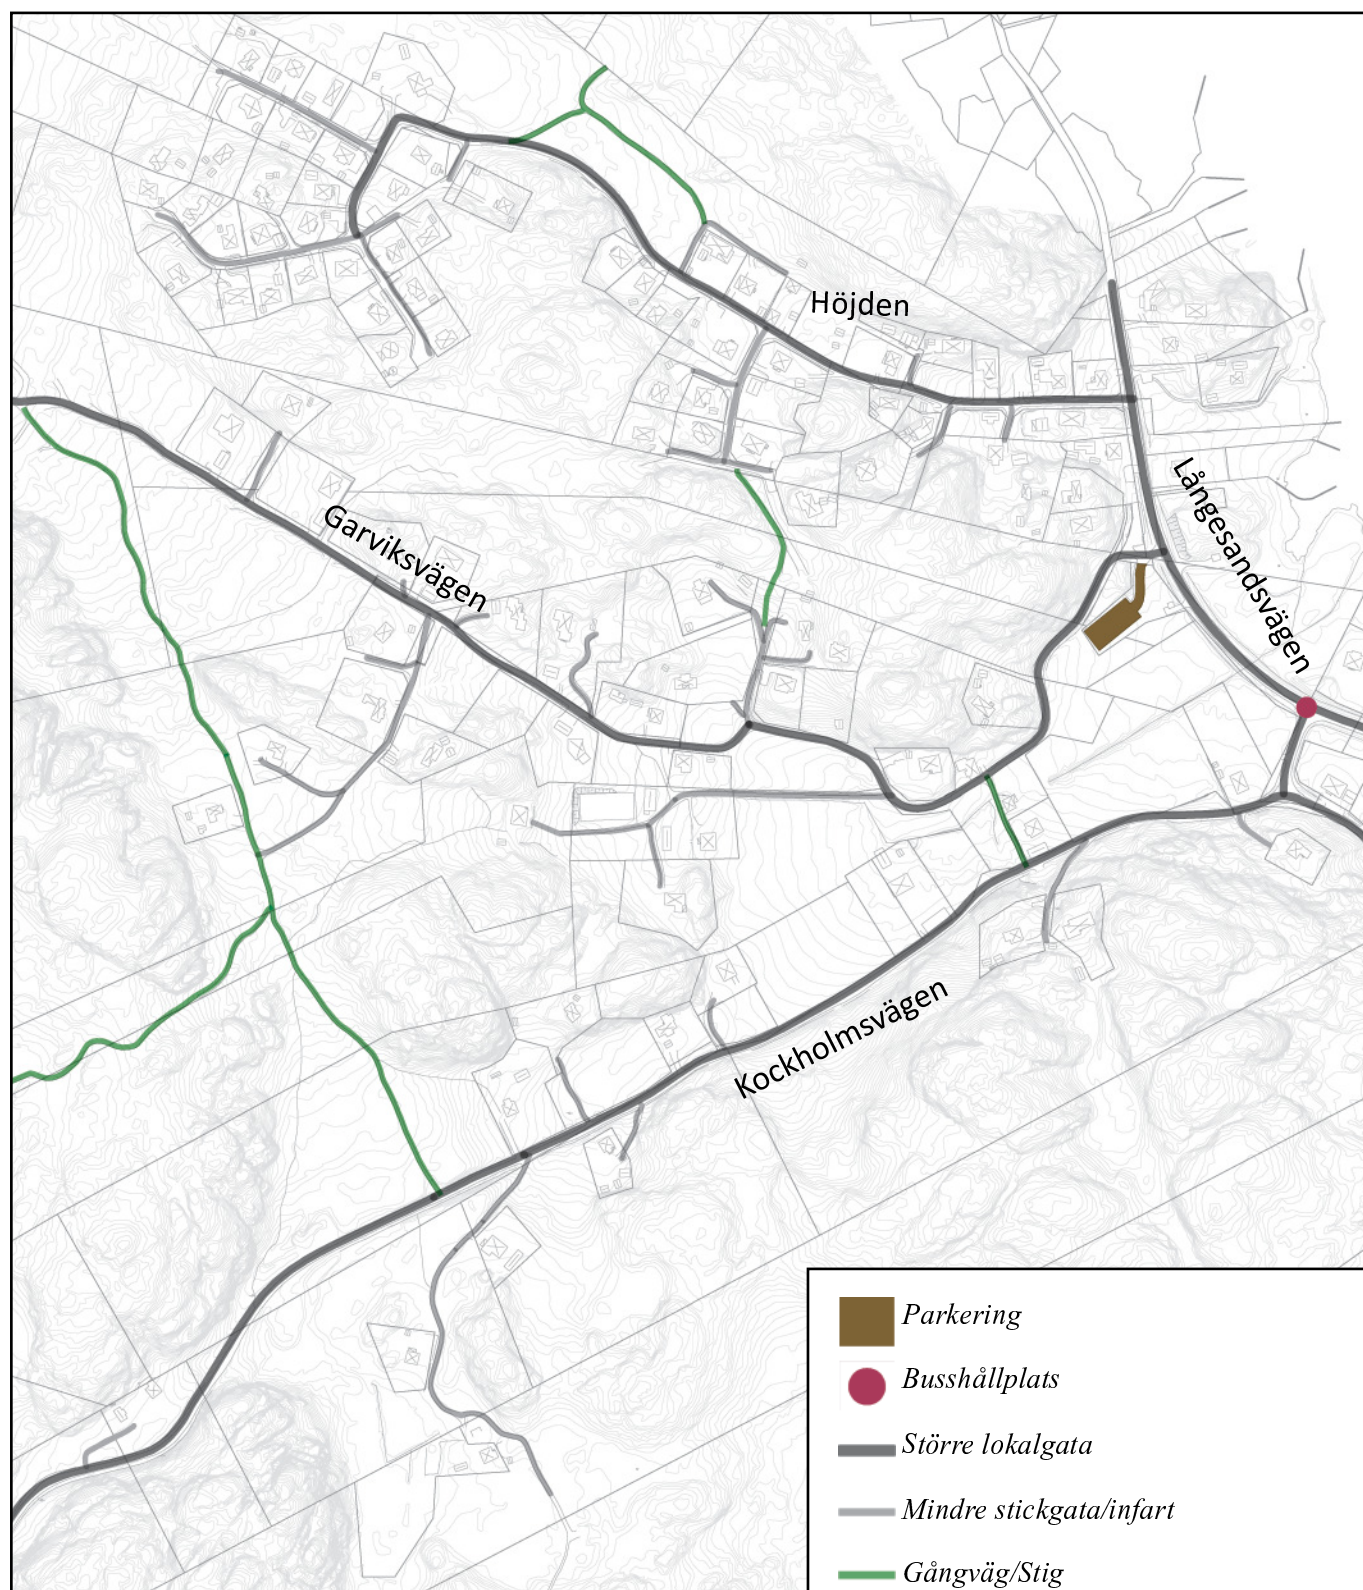 Höjden
Långesandsvägen
Garviksvägen
Kockholmsvägen
Parkering
Busshållplats
Större lokalgata
Mindre stickgata/infart
Gångväg/Stig